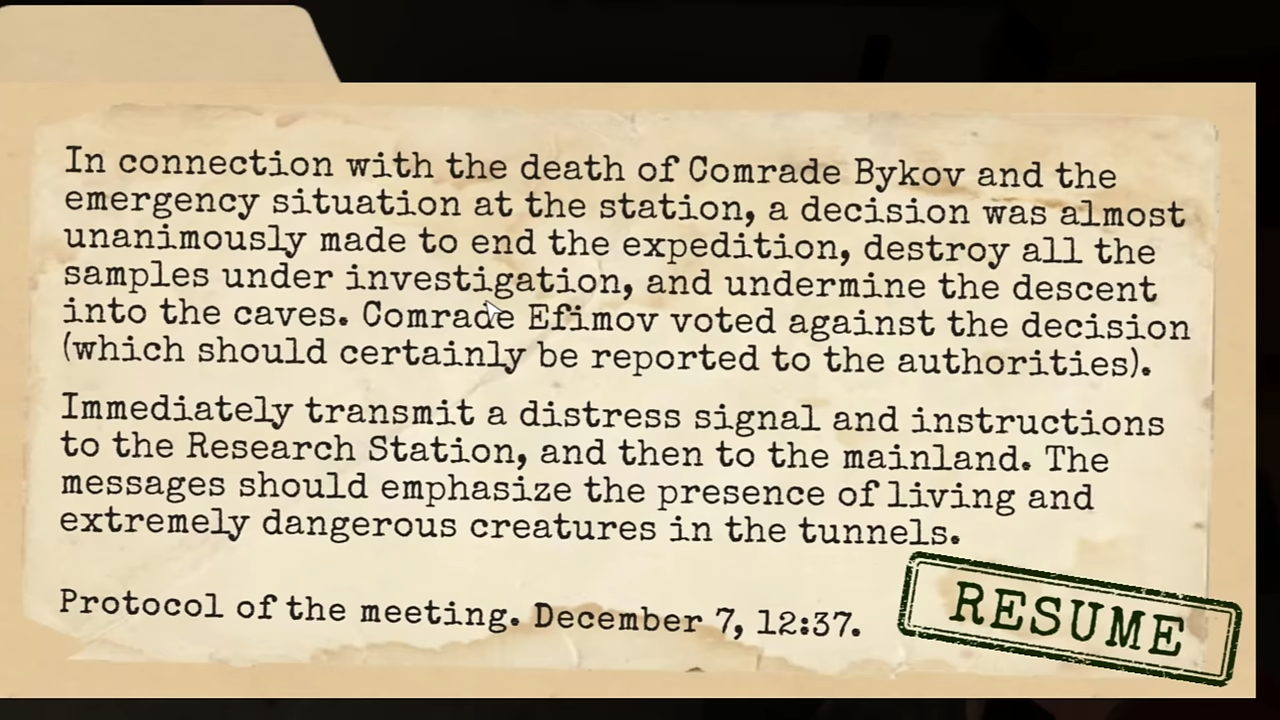 In connection with the death of Comrade Bykov and the
emergency situation at the station, a decision was almost
unanimously made to end the expedition, destroy all the
samples under investigation, and undermine the descent
into the caves. Comrade Efimov voted against the decision
(which should certainly be reported to the authorities).
Immediately transmit a distress signal and instructions
to the Research Station, and then to the mainland. The
messages should emphasize the presence of living and
extremely dangerous creatures in the tunnels.
Protocol of the meeting. December 7, 12:37.
RESUME